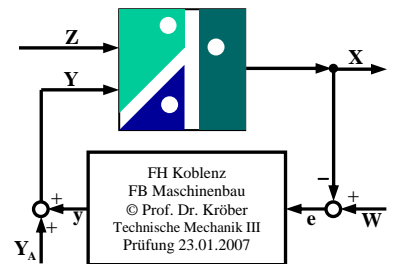 Z
X
Y
FH Koblenz
FB Maschinenbau
© Prof. Dr. Kröber
Technische Mechanik III
Prüfung 23.01.2007
−
+
+
+
y
e
W
Y_A